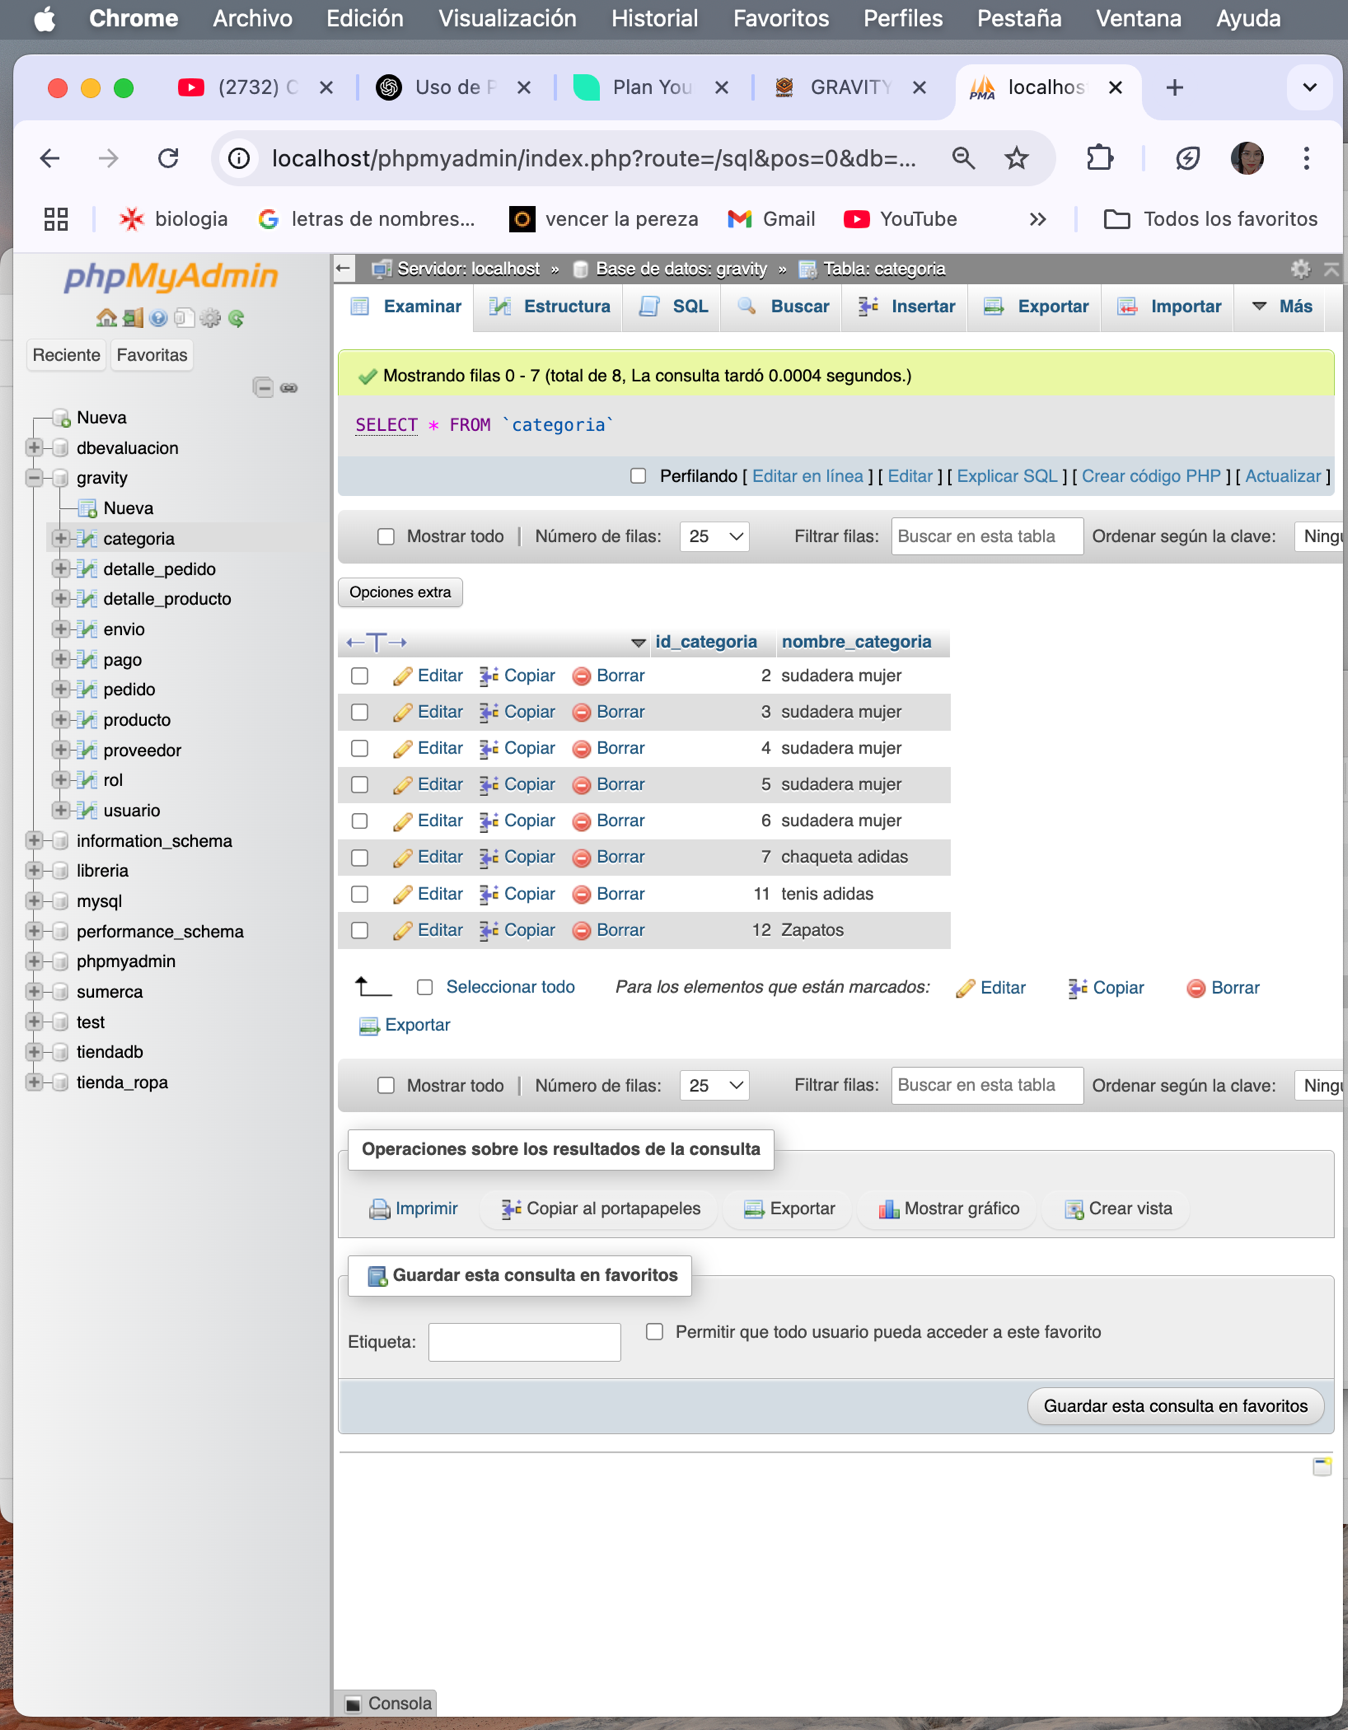 Chrome Archivo Edición Visualización Historial Favoritos Perfiles Pestaña Ventana Ayuda
(2732) C Uso de P Plan You GRAVITY PMA localhos
localhost/phpmyadmin/index.php?route=/sql&pos=0&db=...
biologia letras de nombres... vencer la pereza Gmail YouTube » Todos los favoritos
phpMyAdmin
Reciente Favoritas
Nueva
dbevaluacion
gravity
Nueva
categoria
detalle_pedido
detalle_producto
envio
pago
pedido
producto
proveedor
rol
usuario
information_schema
libreria
mysql
performance_schema
phpmyadmin
sumerca
test
tiendadb
tienda_ropa
Servidor: localhost » Base de datos: gravity » Tabla: categoria
Examinar Estructura SQL Buscar Insertar Exportar Importar Más
Mostrando filas 0 - 7 (total de 8, La consulta tardó 0.0004 segundos.)
SELECT * FROM `categoria`
Perfilando [ Editar en línea ] [ Editar ] [ Explicar SQL ] [ Crear código PHP ] [ Actualizar ]
Mostrar todo | Número de filas: 25 Filtrar filas: Buscar en esta tabla Ordenar según la clave: Ningu
Opciones extra
←T→ id_categoria nombre_categoria
Editar Copiar Borrar 2 sudadera mujer
Editar Copiar Borrar 3 sudadera mujer
Editar Copiar Borrar 4 sudadera mujer
Editar Copiar Borrar 5 sudadera mujer
Editar Copiar Borrar 6 sudadera mujer
Editar Copiar Borrar 7 chaqueta adidas
Editar Copiar Borrar 11 tenis adidas
Editar Copiar Borrar 12 Zapatos
Seleccionar todo Para los elementos que están marcados: Editar Copiar Borrar
Exportar
Mostrar todo | Número de filas: 25 Filtrar filas: Buscar en esta tabla Ordenar según la clave: Ningu
Operaciones sobre los resultados de la consulta
Imprimir Copiar al portapapeles Exportar Mostrar gráfico Crear vista
Guardar esta consulta en favoritos
Etiqueta: Permitir que todo usuario pueda acceder a este favorito
Guardar esta consulta en favoritos
Consola